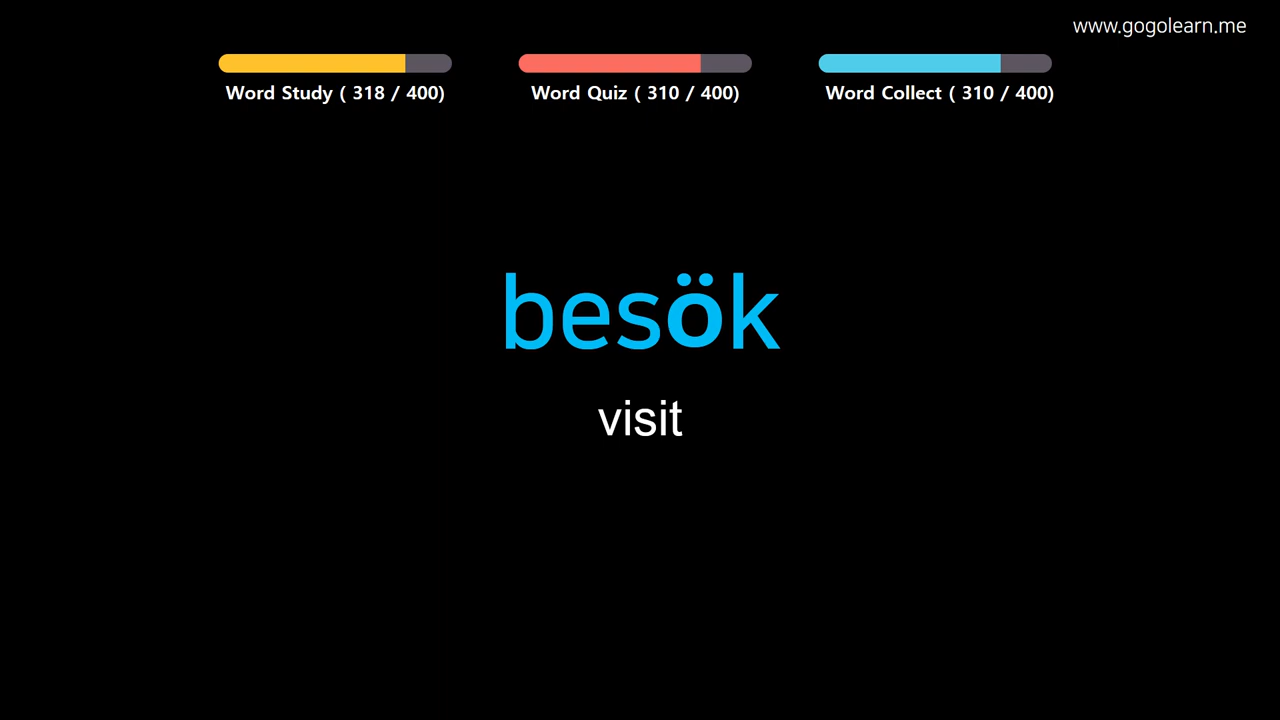 www.gogolearn.me
Word Study ( 318 / 400)
Word Quiz ( 310 / 400)
Word Collect ( 310 / 400)
besök
visit